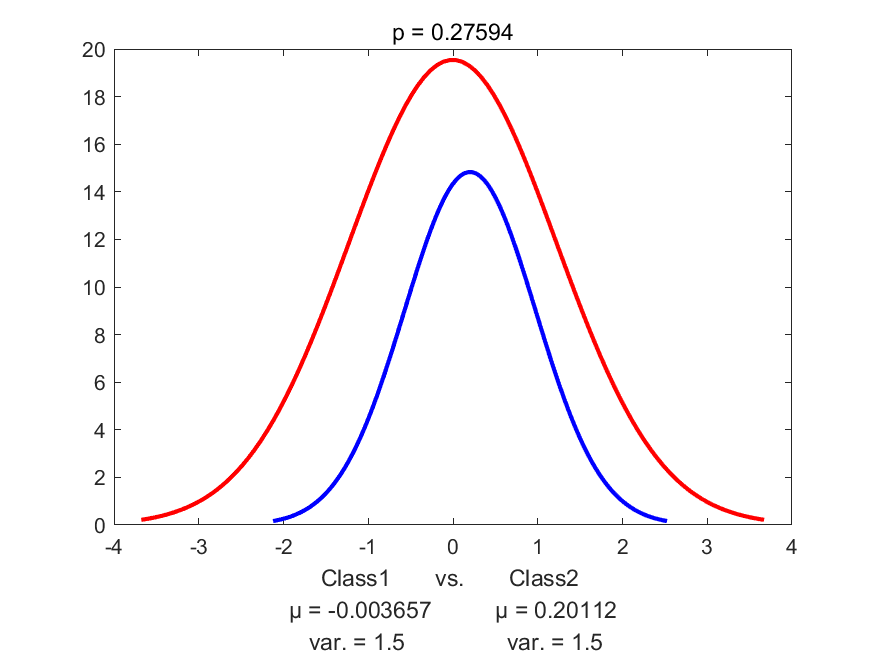 p = 0.27594
20
18
16
14
12
10
8
6
4
2
0
-4 -3 -2 -1 0 1 2 3 4
Class1 vs. Class2
μ = -0.003657 μ = 0.20112
var. = 1.5 var. = 1.5